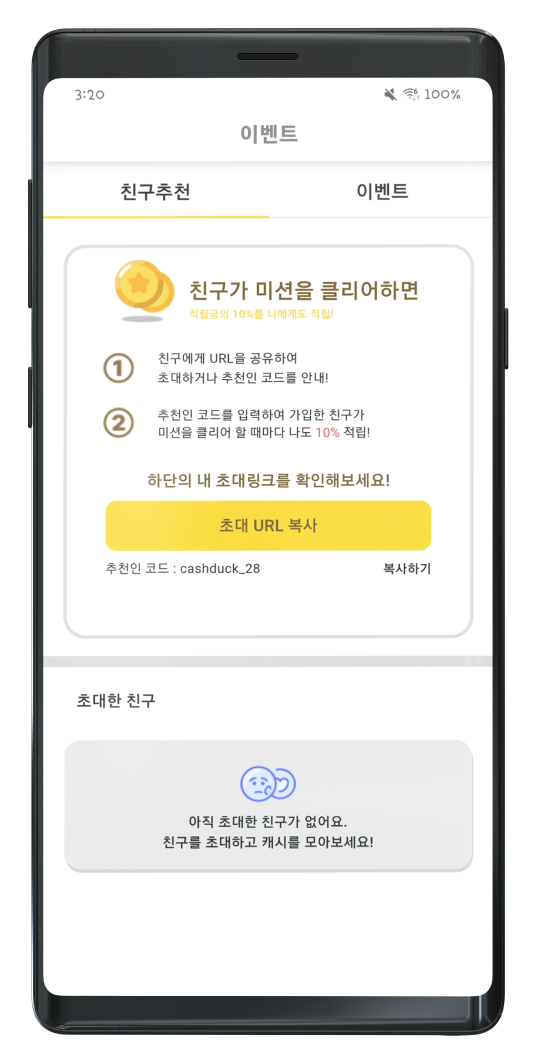 3:20
100%
이벤트
친구추천
이벤트
친구가 미션을 클리어하면
적립금의 10%를 나에게도 적립!
1
친구에게 URL을 공유하여
초대하거나 추천인 코드를 안내!
2
추천인 코드를 입력하여 가입한 친구가
미션을 클리어 할 때마다 나도 10% 적립!
하단의 내 초대링크를 확인해보세요!
초대 URL 복사
추천인 코드 : cashduck_28
복사하기
초대한 친구
아직 초대한 친구가 없어요.
친구를 초대하고 캐시를 모아보세요!